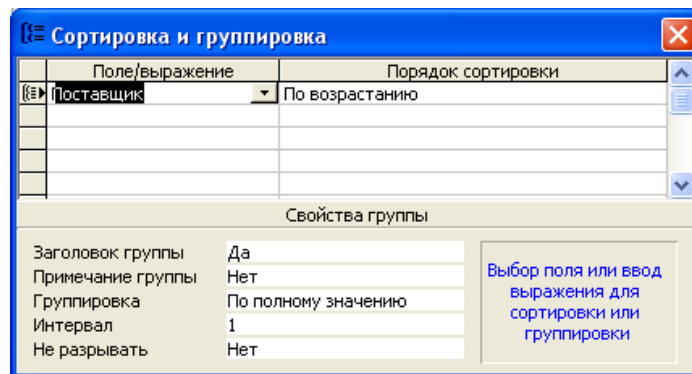 Сортировка и группировка
Поле/выражение Порядок сортировки
Поставщик По возрастанию
Свойства группы
Заголовок группы Да
Примечание группы Нет
Группировка По полному значению
Интервал 1
Не разрывать Нет
Выбор поля или ввод
выражения для
сортировки или
группировки